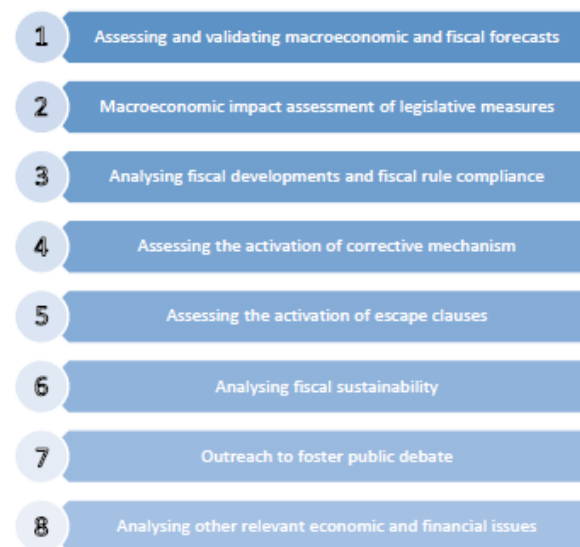 1 Assessing and validating macroeconomic and fiscal forecasts
2 Macroeconomic impact assessment of legislative measures
3 Analysing fiscal developments and fiscal rule compliance
4 Assessing the activation of corrective mechanism
5 Assessing the activation of escape clauses
6 Analysing fiscal sustainability
7 Outreach to foster public debate
8 Analysing other relevant economic and financial issues